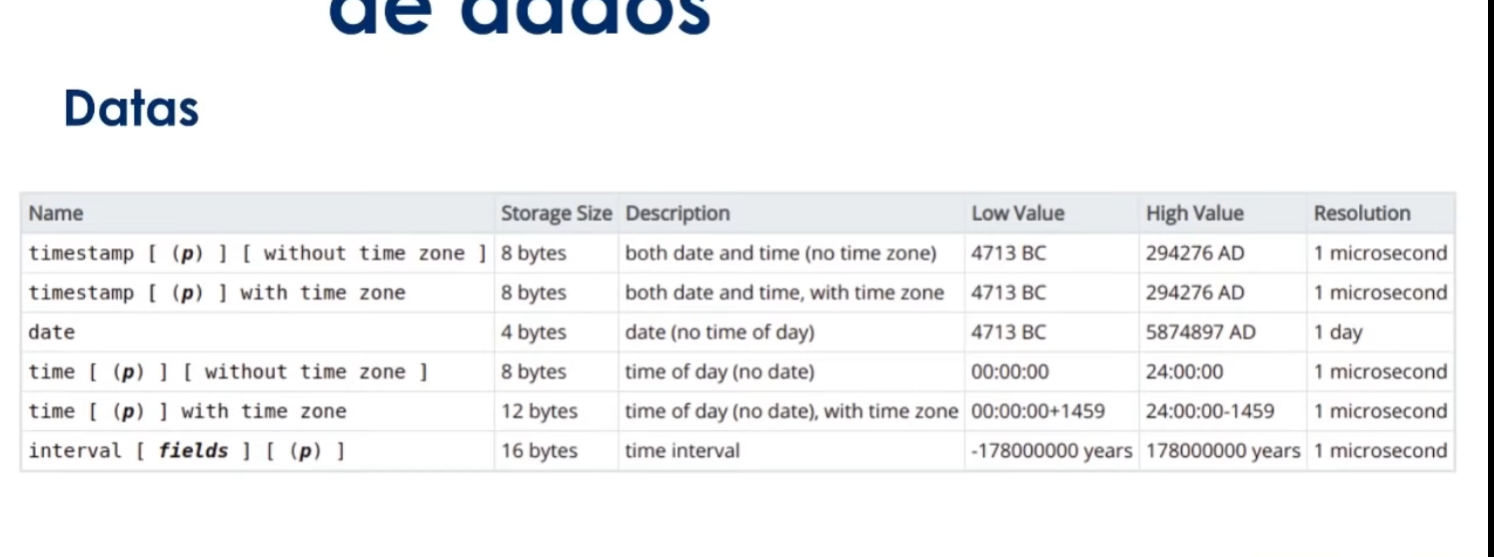 de dados
Datas
Name Storage Size Description Low Value High Value Resolution
timestamp [ (p) ] [ without time zone ] 8 bytes both date and time (no time zone) 4713 BC 294276 AD 1 microsecond
timestamp [ (p) ] with time zone 8 bytes both date and time, with time zone 4713 BC 294276 AD 1 microsecond
date 4 bytes date (no time of day) 4713 BC 5874897 AD 1 day
time [ (p) ] [ without time zone ] 8 bytes time of day (no date) 00:00:00 24:00:00 1 microsecond
time [ (p) ] with time zone 12 bytes time of day (no date), with time zone 00:00:00+1459 24:00:00-1459 1 microsecond
interval [ fields ] [ (p) ] 16 bytes time interval -178000000 years 178000000 years 1 microsecond